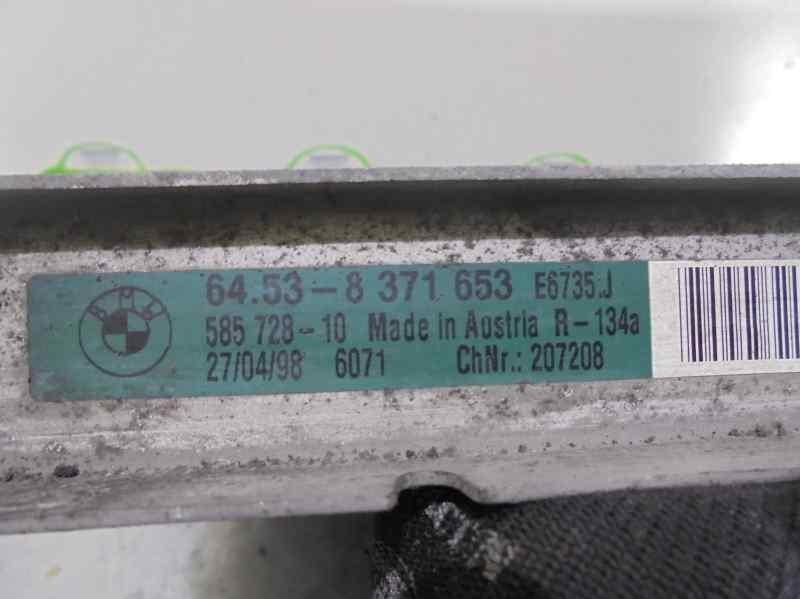 BMW
64.53-8 371 653 E6735.J
585 728-10 Made in Austria R-134a
27/04/98 6071 ChNr.: 207208